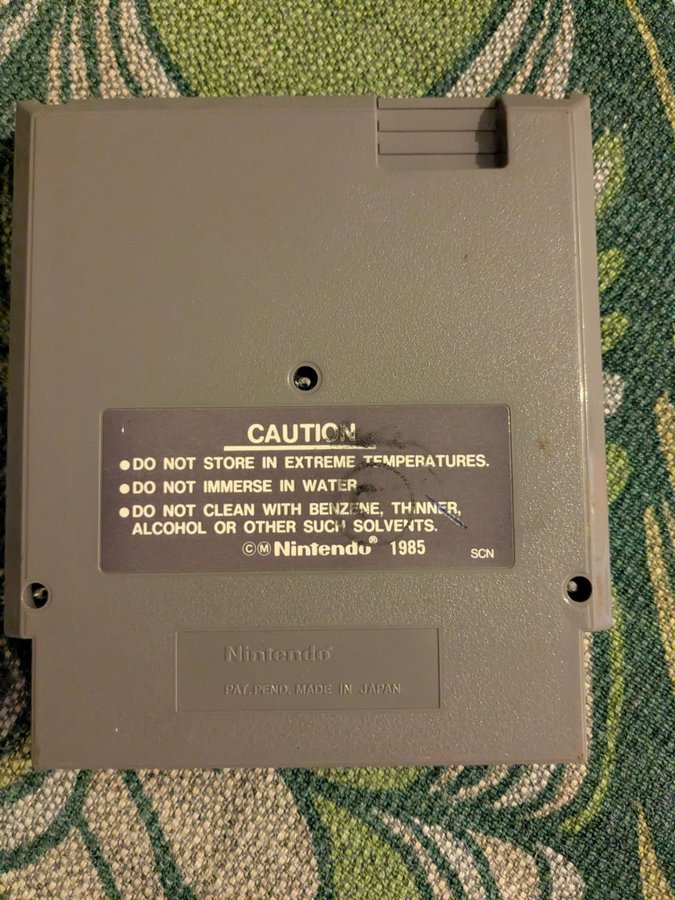 CAUTION
●DO NOT STORE IN EXTREME TEMPERATURES.
●DO NOT IMMERSE IN WATER
●DO NOT CLEAN WITH BENZENE, THINNER,
ALCOHOL OR OTHER SUCH SOLVENTS.
©Ⓜ Nintendo® 1985
SCN
Nintendo®
PAT. PEND. MADE IN JAPAN